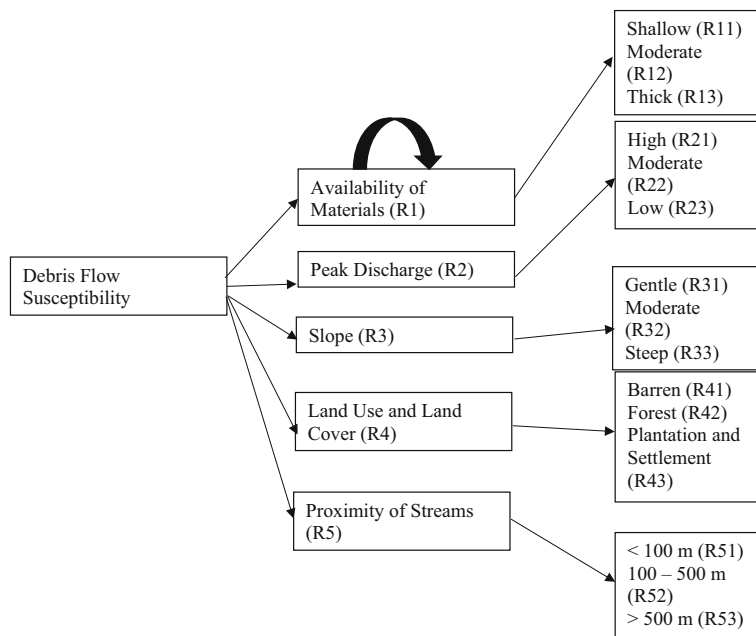 Debris Flow
Susceptibility
Availability of
Materials (R1)
Peak Discharge (R2)
Slope (R3)
Land Use and Land
Cover (R4)
Proximity of Streams
(R5)
Shallow (R11)
Moderate
(R12)
Thick (R13)
High (R21)
Moderate
(R22)
Low (R23)
Gentle (R31)
Moderate
(R32)
Steep (R33)
Barren (R41)
Forest (R42)
Plantation and
Settlement
(R43)
< 100 m (R51)
100 – 500 m
(R52)
> 500 m (R53)